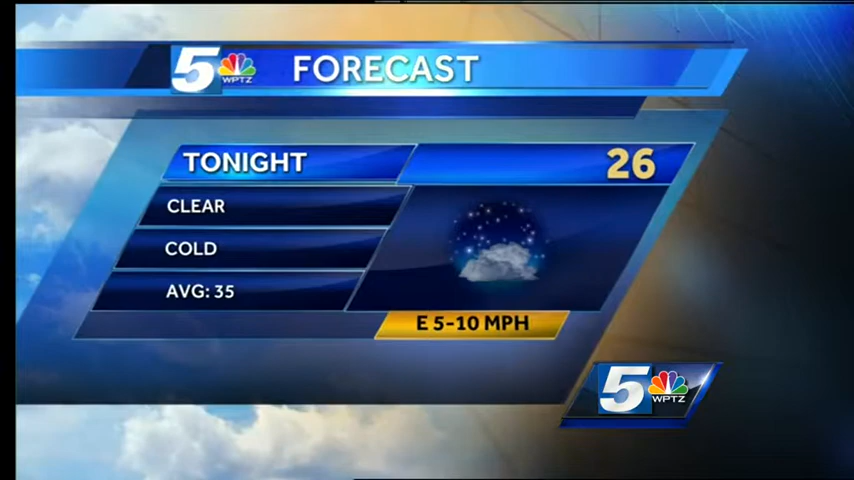 5 WPTZ FORECAST
TONIGHT 26
CLEAR
COLD
AVG: 35
E 5-10 MPH
5 WPTZ